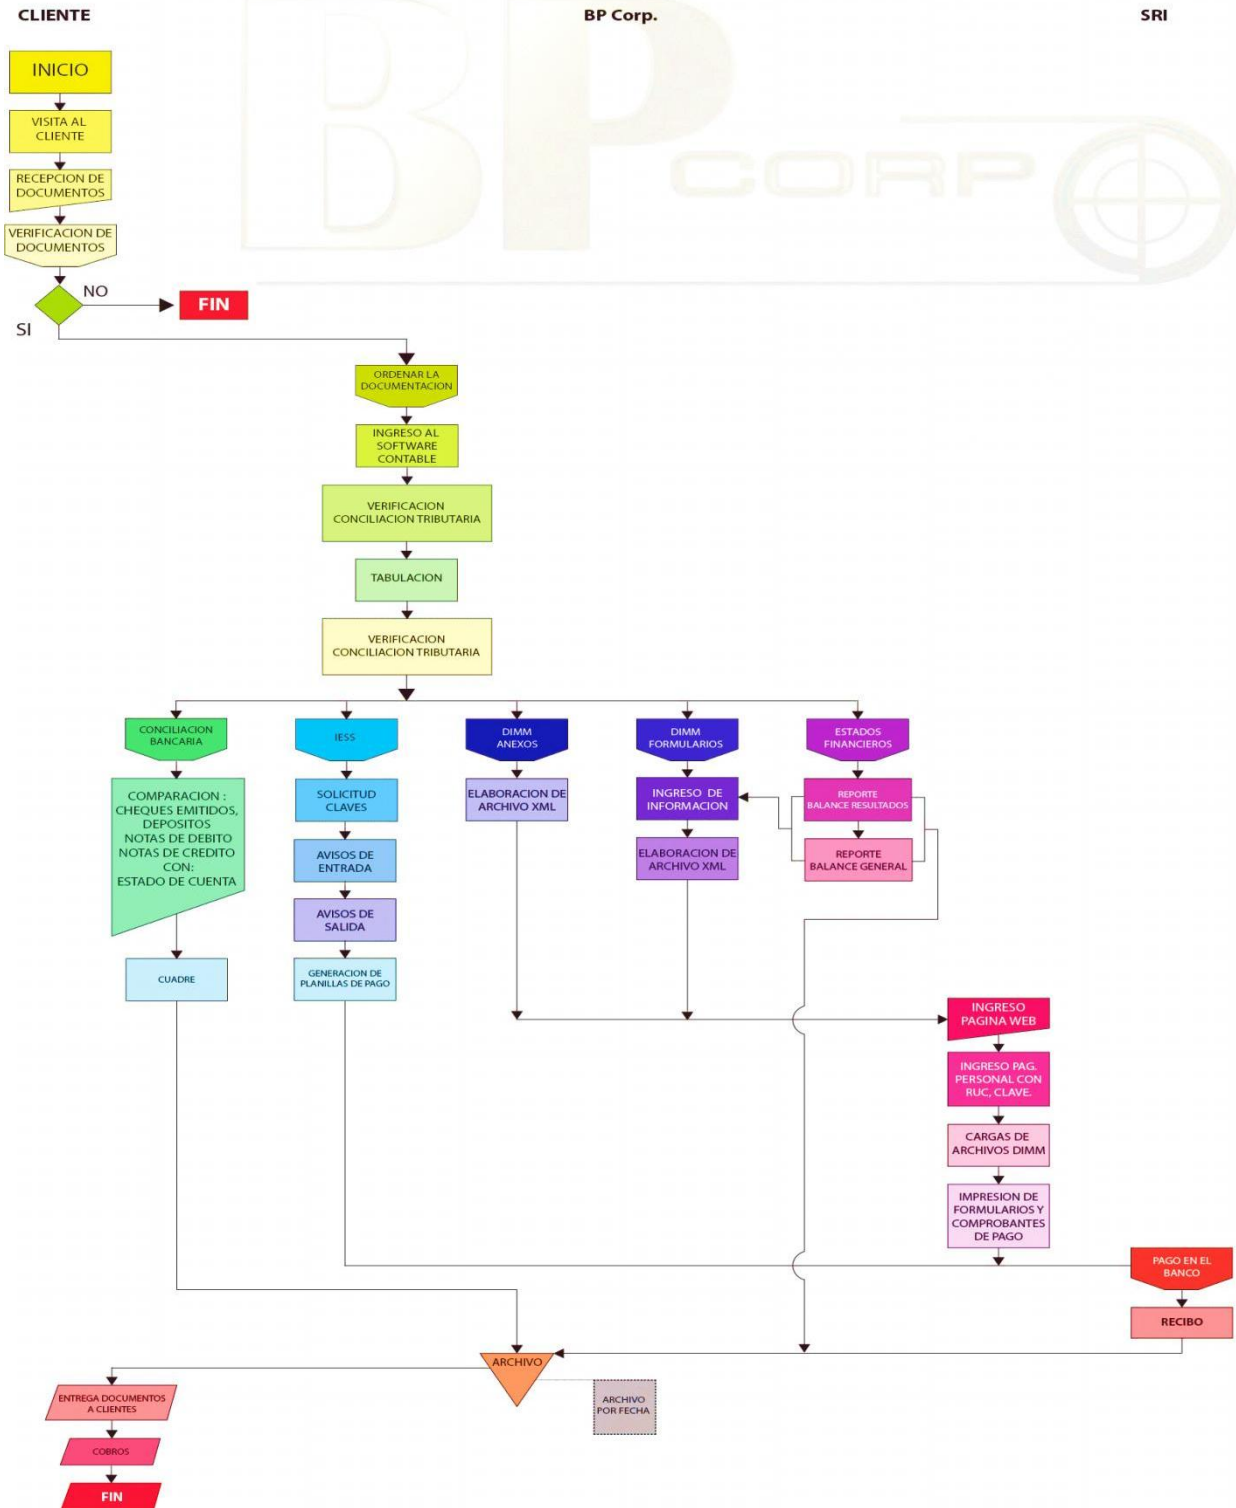 CLIENTE
BP Corp.
SRI
BP
CORP
INICIO
VISITA AL
CLIENTE
RECEPCION DE
DOCUMENTOS
VERIFICACION DE
DOCUMENTOS
NO
FIN
SI
ORDENAR LA
DOCUMENTACION
INGRESO AL
SOFTWARE
CONTABLE
VERIFICACION
CONCILIACION TRIBUTARIA
TABULACION
VERIFICACION
CONCILIACION TRIBUTARIA
CONCILIACION
BANCARIA
IESS
DIMM
ANEXOS
DIMM
FORMULARIOS
ESTADOS
FINANCIEROS
COMPARACION :
CHEQUES EMITIDOS,
DEPOSITOS
NOTAS DE DEBITO
NOTAS DE CREDITO
CON:
ESTADO DE CUENTA
SOLICITUD
CLAVES
ELABORACION DE
ARCHIVO XML
INGRESO DE
INFORMACION
REPORTE
BALANCE RESULTADOS
AVISOS DE
ENTRADA
ELABORACION DE
ARCHIVO XML
REPORTE
BALANCE GENERAL
AVISOS DE
SALIDA
CUADRE
GENERACION DE
PLANILLAS DE PAGO
INGRESO
PAGINA WEB
INGRESO PAG.
PERSONAL CON
RUC, CLAVE.
CARGAS DE
ARCHIVOS DIMM
IMPRESION DE
FORMULARIOS Y
COMPROBANTES
DE PAGO
PAGO EN EL
BANCO
RECIBO
ARCHIVO
ARCHIVO
POR FECHA
ENTREGA DOCUMENTOS
A CLIENTES
COBROS
FIN